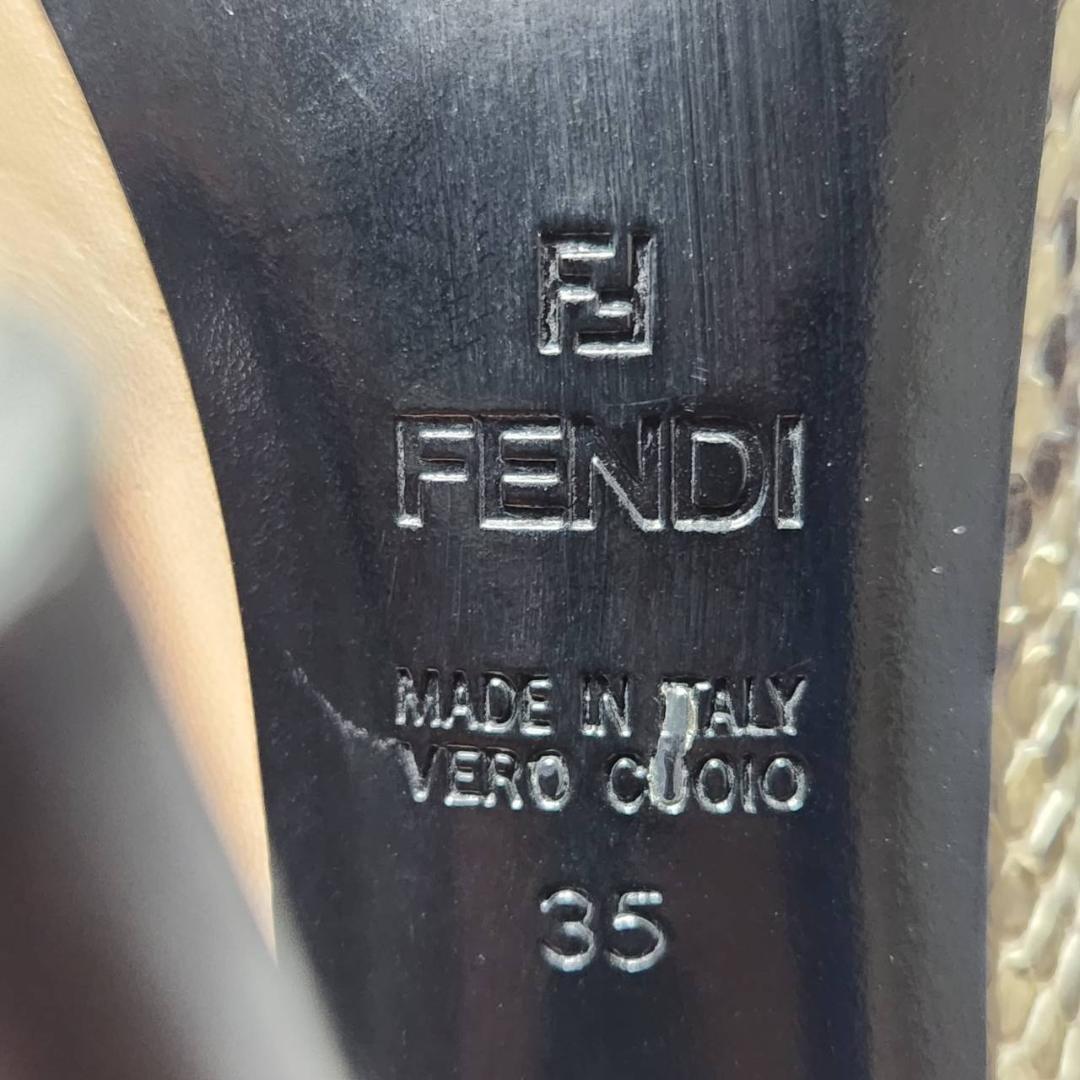 FF
FENDI
MADE IN ITALY
VERO CUOIO
35